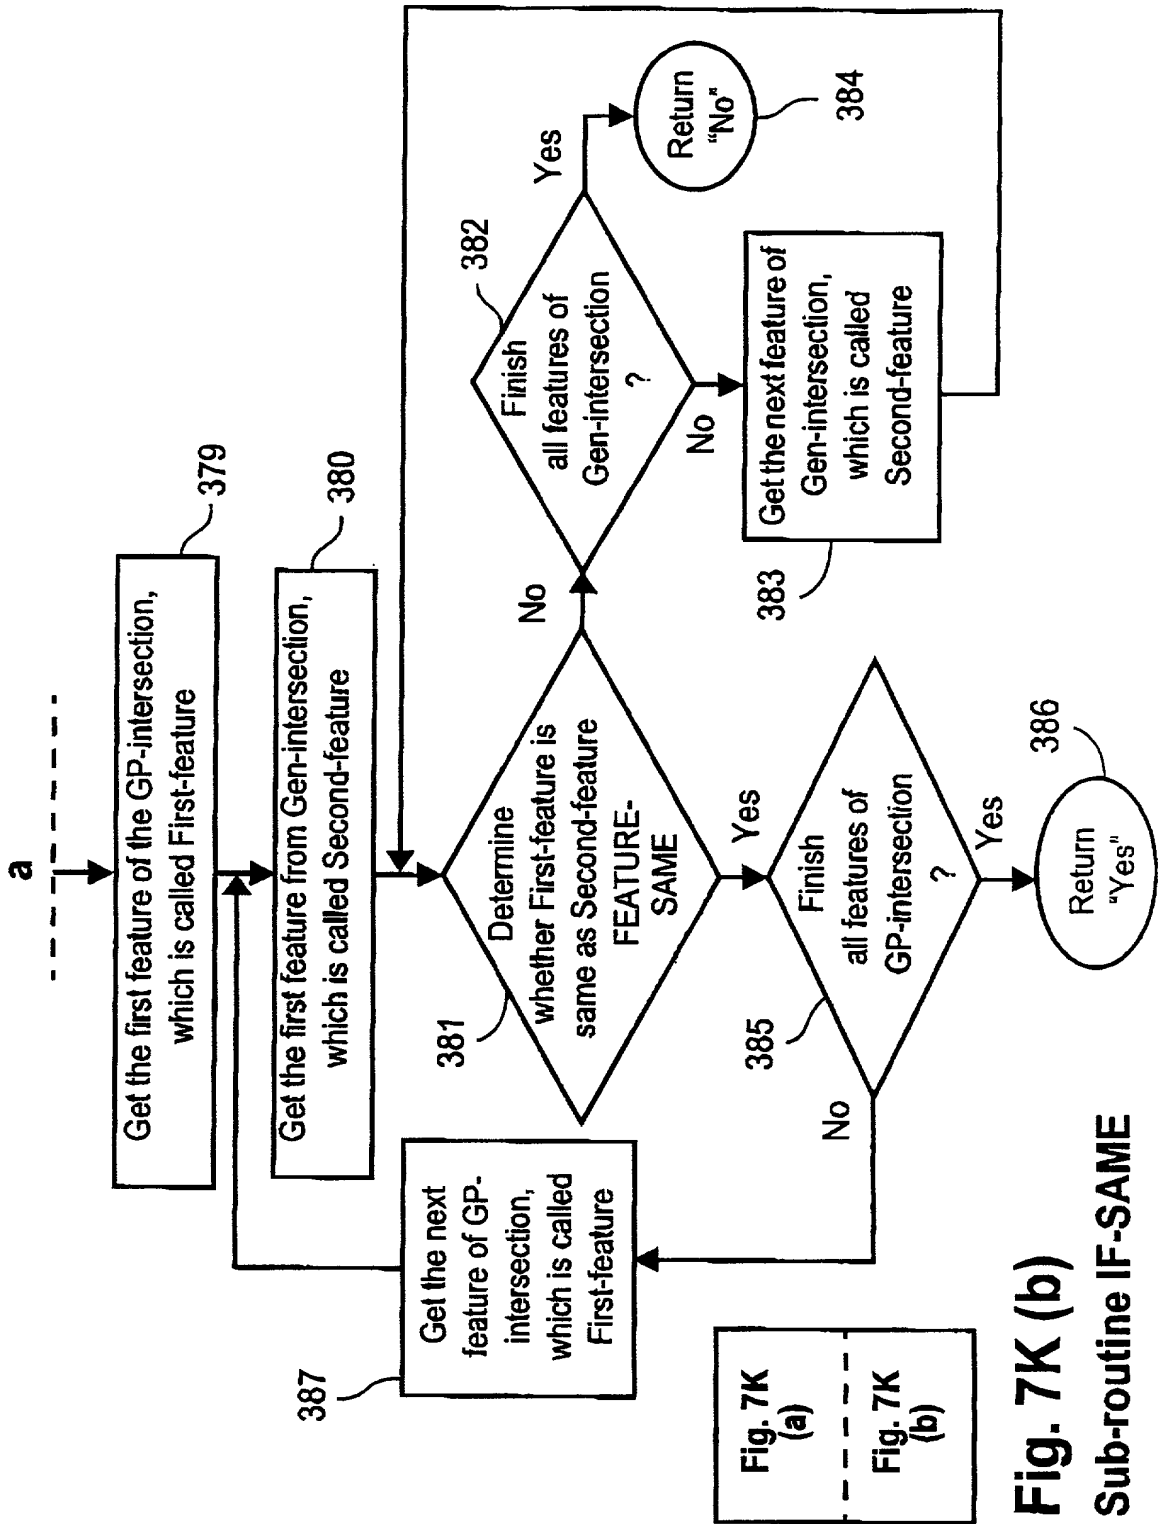 a
Get the first feature of the GP-intersection,
which is called First-feature
379
Get the first feature from Gen-intersection,
which is called Second-feature
380
Determine
whether First-feature is
same as Second-feature
FEATURE-
SAME
381
No
Yes
Finish
all features of
Gen-intersection
?
382
Yes
No
Return
"No"
384
Get the next feature of
Gen-intersection,
which is called
Second-feature
383
Finish
all features of
GP-intersection
?
385
No
Yes
Return
"Yes"
386
Get the next
feature of GP-
intersection,
which is called
First-feature
387
Fig. 7K
(a)
Fig. 7K
(b)
Fig. 7K (b)
Sub-routine IF-SAME